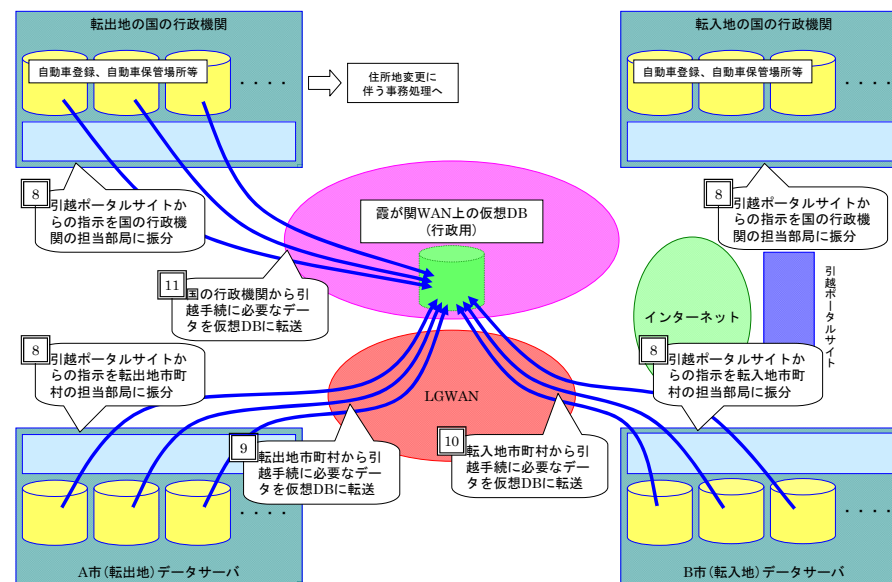 転出地の国の行政機関
自動車登録、自動車保管場所等
・・・・
住所地変更に
伴う事務処理へ
転入地の国の行政機関
自動車登録、自動車保管場所等
・・・・
8
引越ポータルサイトか
らの指示を国の行政機
関の担当部局に振分
8
引越ポータルサイトか
らの指示を国の行政機
関の担当部局に振分
霞が関WAN上の仮想DB
(行政用)
11
国の行政機関から引
越手続に必要なデー
タを仮想DBに転送
インターネット
引越ポータルサイト
8
引越ポータルサイトか
らの指示を転出地市町
村の担当部局に振分
8
引越ポータルサイトか
らの指示を転入地市町
村の担当部局に振分
LGWAN
9
転出地市町村から引
越手続に必要なデー
タを仮想DBに転送
10
転入地市町村から引
越手続に必要なデー
タを仮想DBに転送
・・・・
A市(転出地)データサーバ
・・・・
B市(転入地)データサーバ